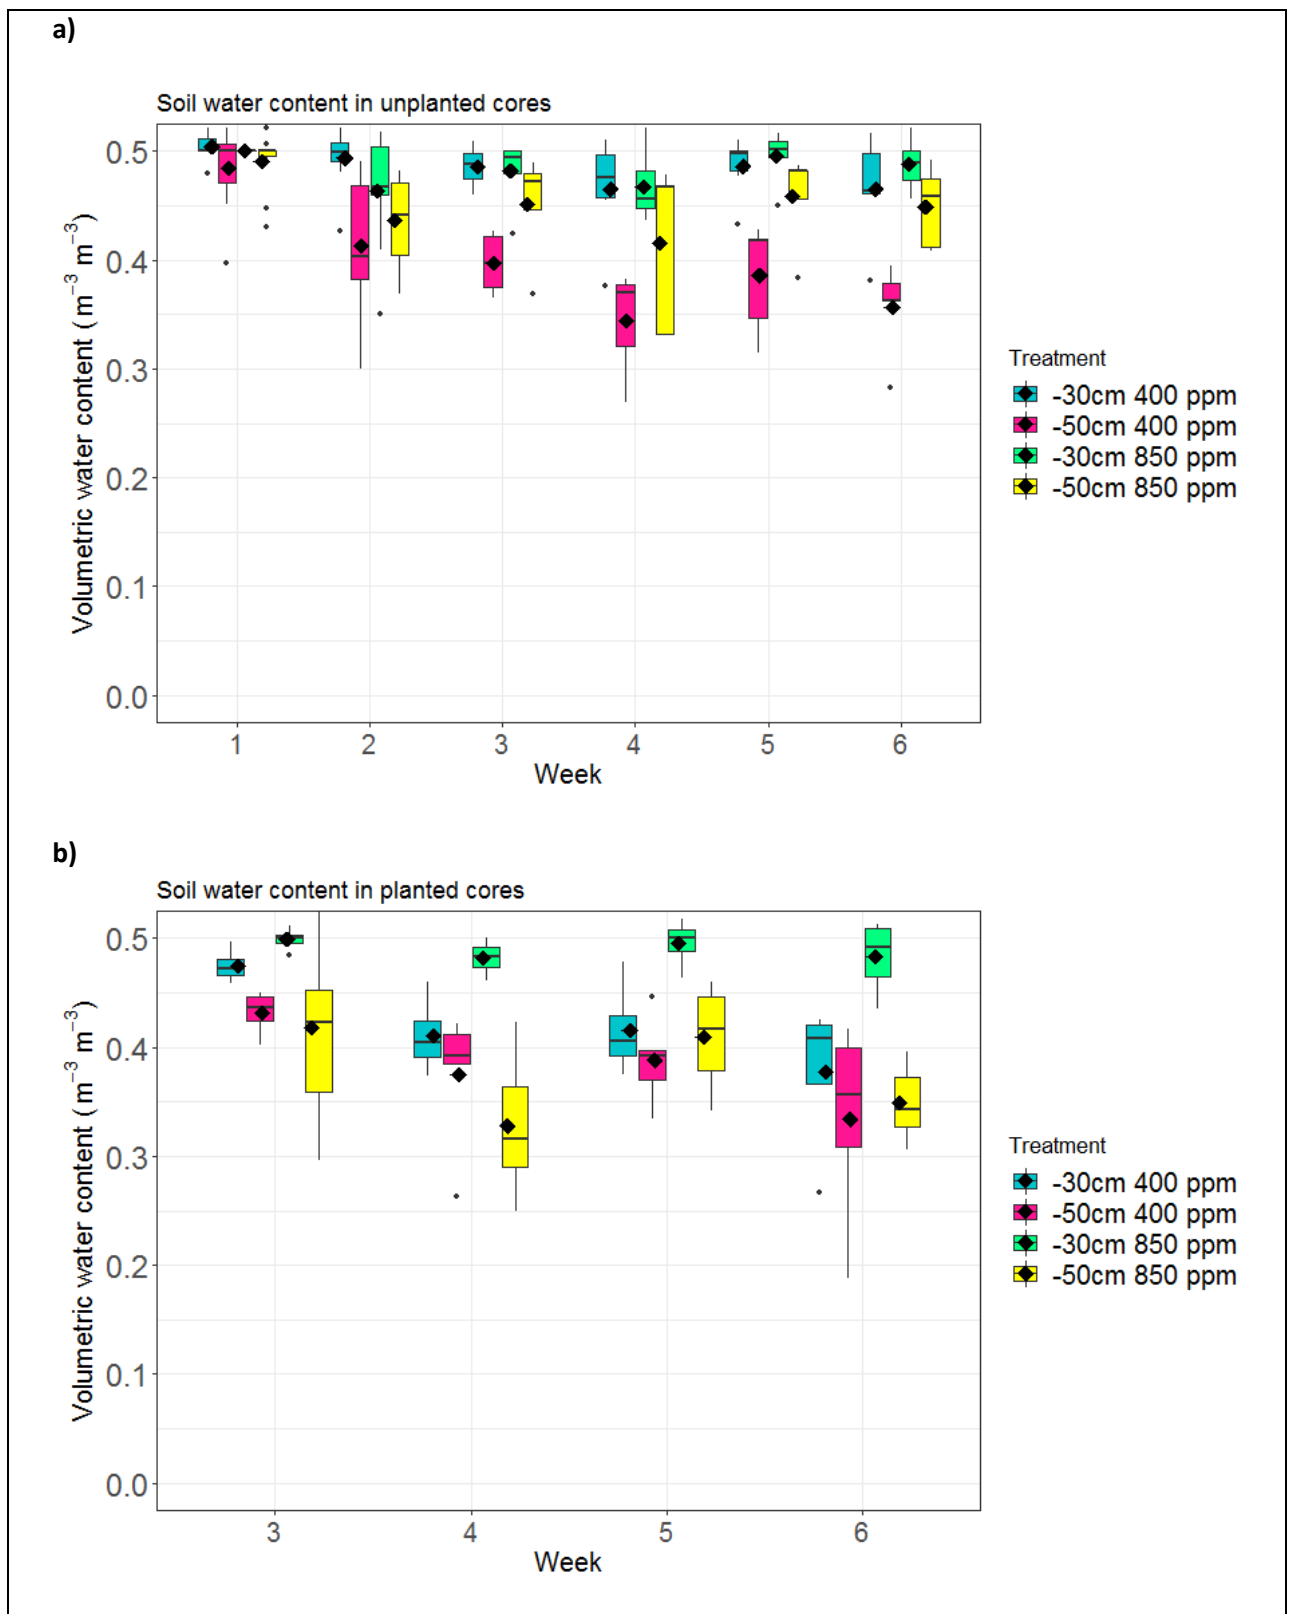 a)
Soil water content in unplanted cores
Volumetric water content ( m⁻³ m⁻³)
0.5
0.4
0.3
0.2
0.1
0.0
1 2 3 4 5 6
Week
Treatment
-30cm 400 ppm
-50cm 400 ppm
-30cm 850 ppm
-50cm 850 ppm
b)
Soil water content in planted cores
Volumetric water content ( m⁻³ m⁻³)
0.5
0.4
0.3
0.2
0.1
0.0
3 4 5 6
Week
Treatment
-30cm 400 ppm
-50cm 400 ppm
-30cm 850 ppm
-50cm 850 ppm